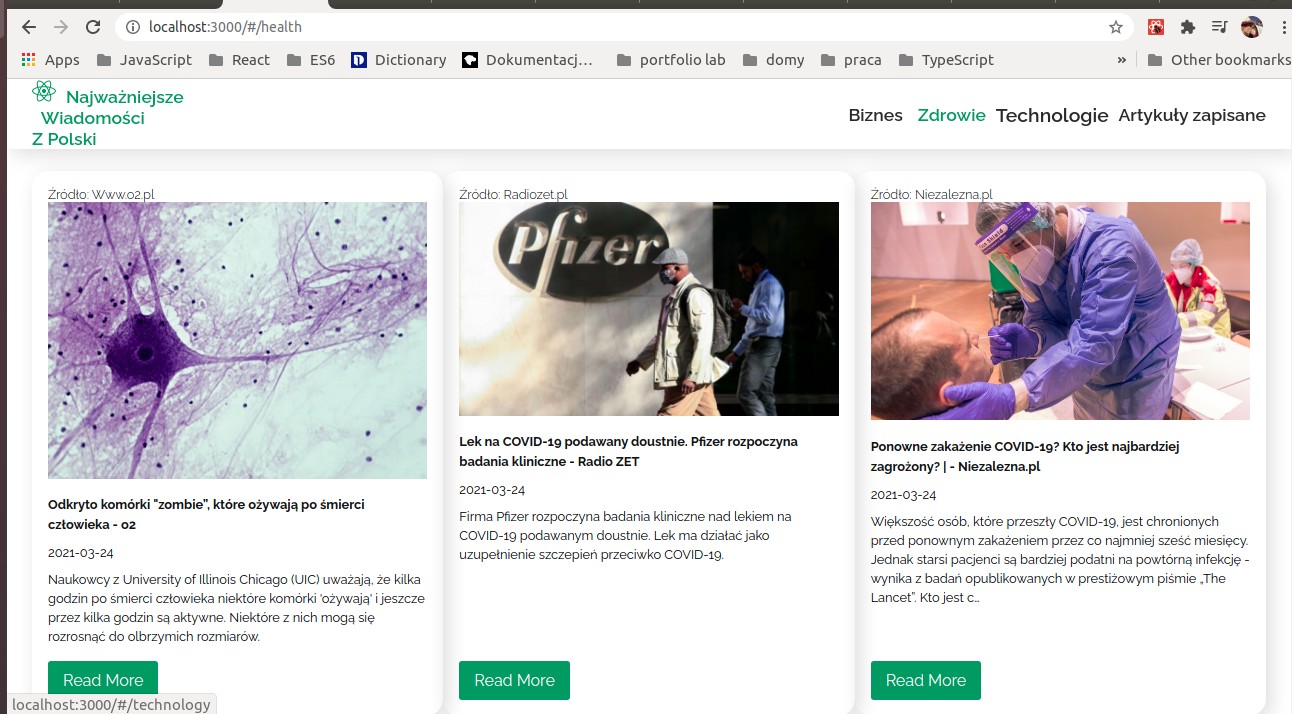 localhost:3000/#/health
Apps JavaScript React ES6 Dictionary Dokumentacj… portfolio lab domy praca TypeScript » Other bookmarks
Najważniejsze
Wiadomości
Z Polski
Biznes Zdrowie Technologie Artykuły zapisane
Źródło: Www.o2.pl
Odkryto komórki "zombie”, które ożywają po śmierci
człowieka - o2
2021-03-24
Naukowcy z University of Illinois Chicago (UIC) uważają, że kilka
godzin po śmierci człowieka niektóre komórki 'ożywają' i jeszcze
przez kilka godzin są aktywne. Niektóre z nich mogą się
rozrosnąć do olbrzymich rozmiarów.
Read More
Źródło: Radiozet.pl
Pfizer
Lek na COVID-19 podawany doustnie. Pfizer rozpoczyna
badania kliniczne - Radio ZET
2021-03-24
Firma Pfizer rozpoczyna badania kliniczne nad lekiem na
COVID-19 podawanym doustnie. Lek ma działać jako
uzupełnienie szczepień przeciwko COVID-19.
Read More
Źródło: Niezalezna.pl
Ponowne zakażenie COVID-19? Kto jest najbardziej
zagrożony? | - Niezalezna.pl
2021-03-24
Większość osób, które przeszły COVID-19, jest chronionych
przed ponownym zakażeniem przez co najmniej sześć miesięcy.
Jednak starsi pacjenci są bardziej podatni na powtórną infekcję -
wynika z badań opublikowanych w prestiżowym piśmie „The
Lancet”. Kto jest c…
Read More
localhost:3000/#/technology